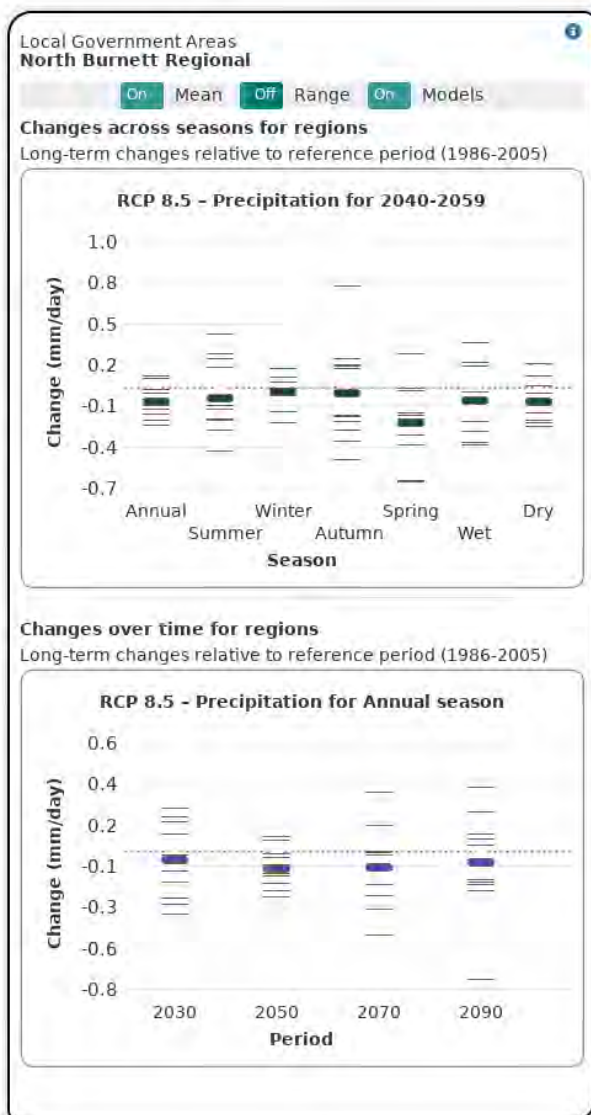 Local Government Areas
North Burnett Regional
On Mean Off Range On Models
Changes across seasons for regions
Long-term changes relative to reference period (1986-2005)
RCP 8.5 – Precipitation for 2040-2059
Change (mm/day)
1.0
0.8
0.5
0.2
-0.1
-0.4
-0.7
Annual Winter Spring Dry
Summer Autumn Wet
Season
Changes over time for regions
Long-term changes relative to reference period (1986-2005)
RCP 8.5 – Precipitation for Annual season
Change (mm/day)
0.6
0.4
0.2
-0.1
-0.3
-0.6
-0.8
2030 2050 2070 2090
Period